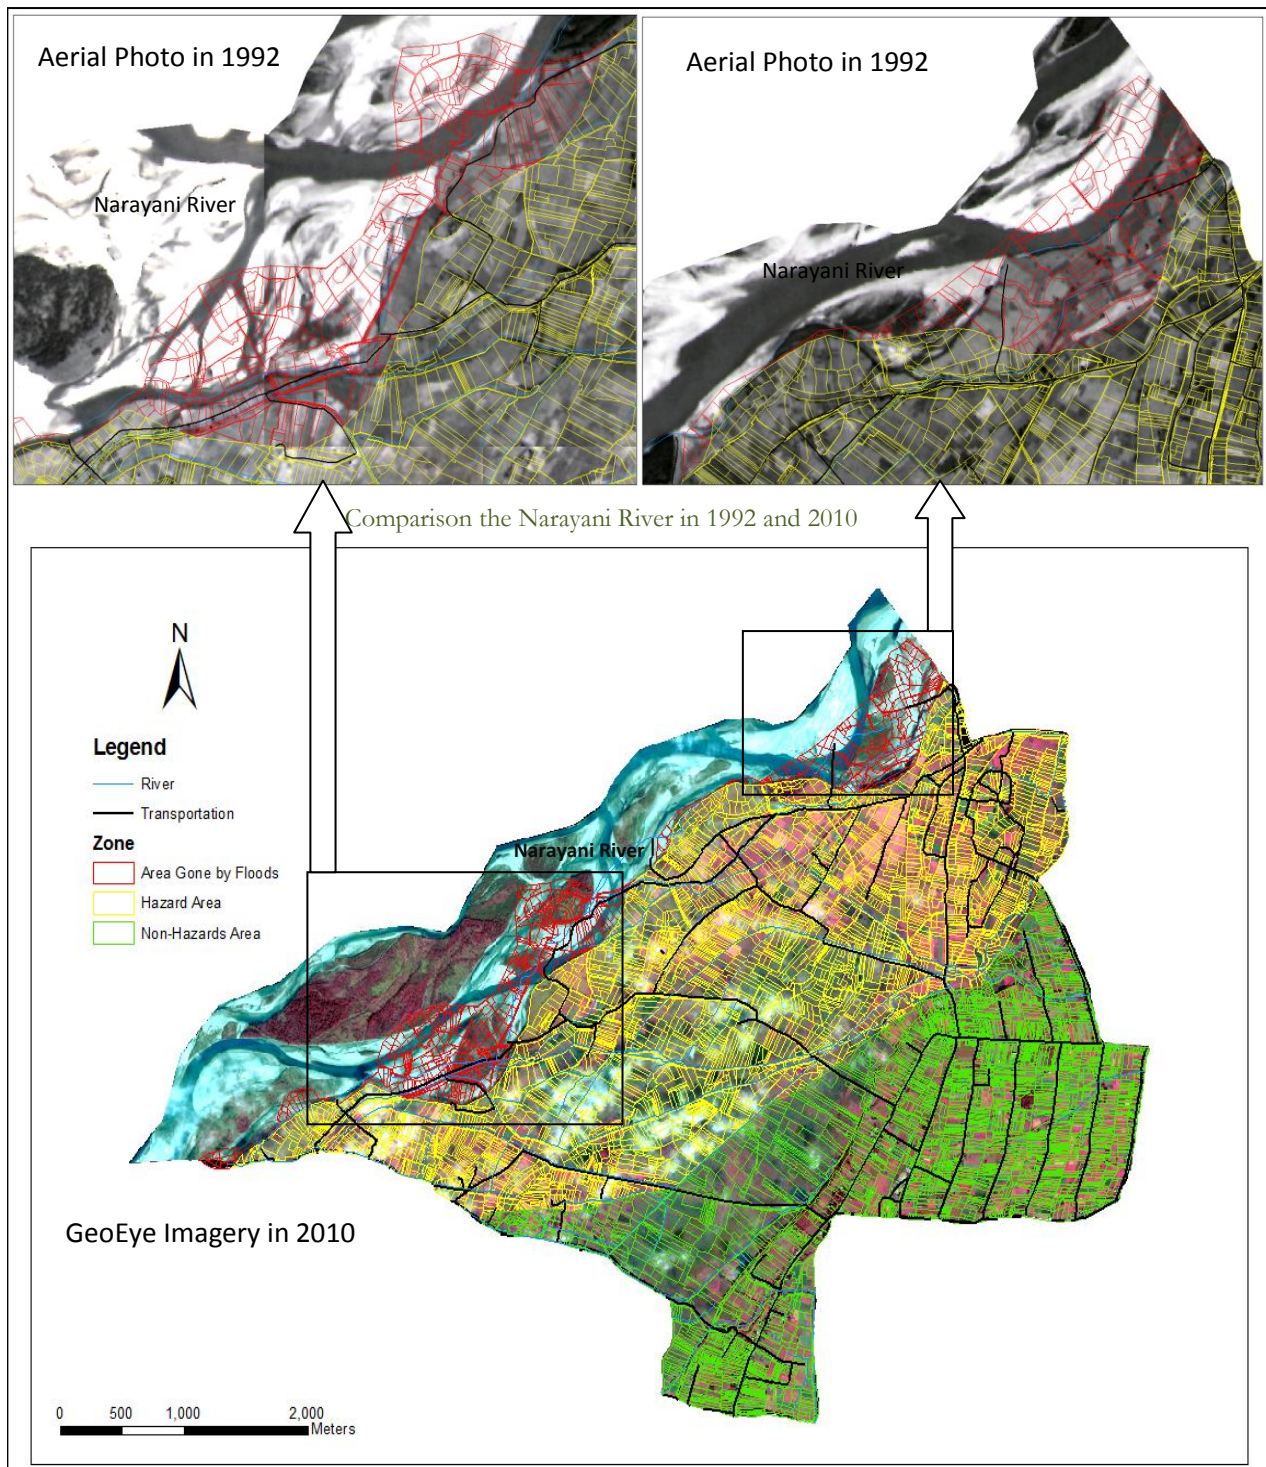 Aerial Photo in 1992
Narayani River
Aerial Photo in 1992
Narayani River
Comparison the Narayani River in 1992 and 2010
N
Legend
River
Transportation
Zone
Area Gone by Floods
Hazard Area
Non-Hazards Area
Narayani River
GeoEye Imagery in 2010
0 500 1,000 2,000
Meters